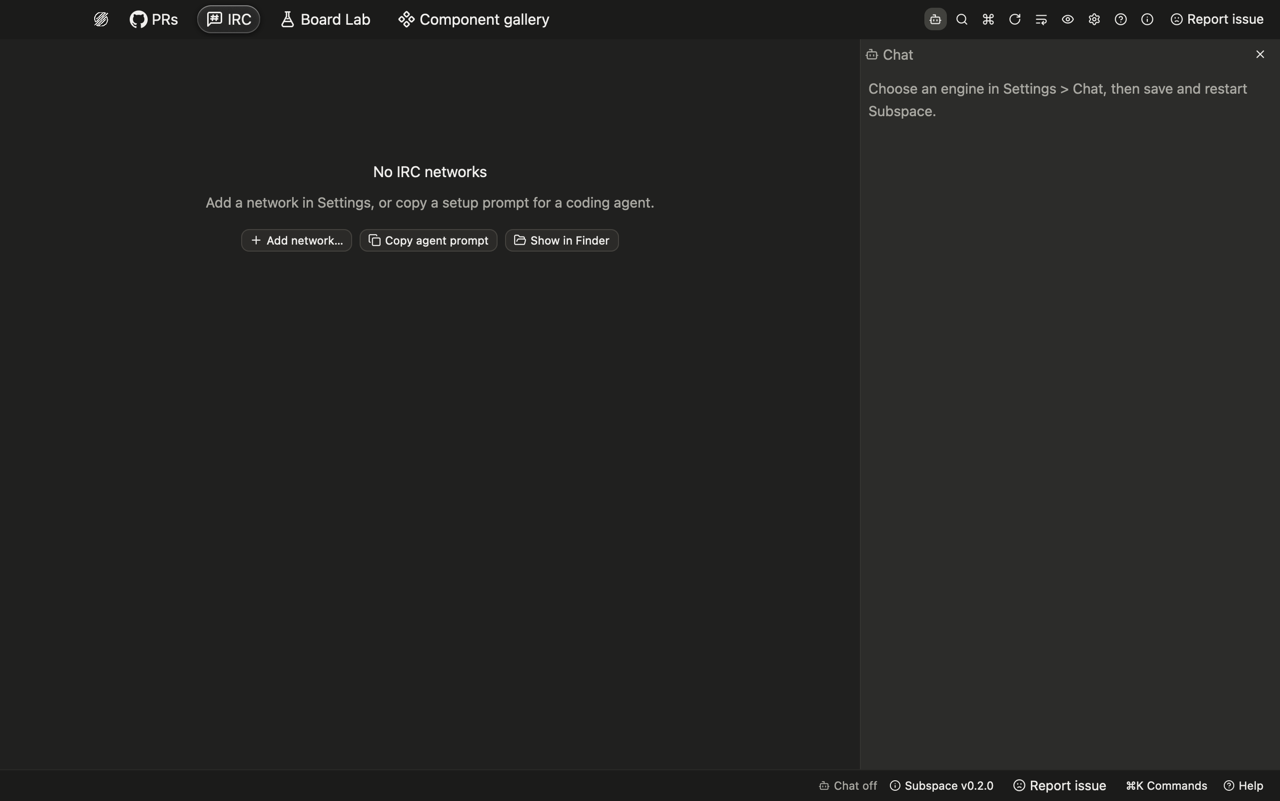 PRs
IRC
Board Lab
Component gallery
Report issue
Chat
Choose an engine in Settings > Chat, then save and restart
Subspace.
No IRC networks
Add a network in Settings, or copy a setup prompt for a coding agent.
Add network...
Copy agent prompt
Show in Finder
Chat off
Subspace v0.2.0
Report issue
⌘K Commands
Help